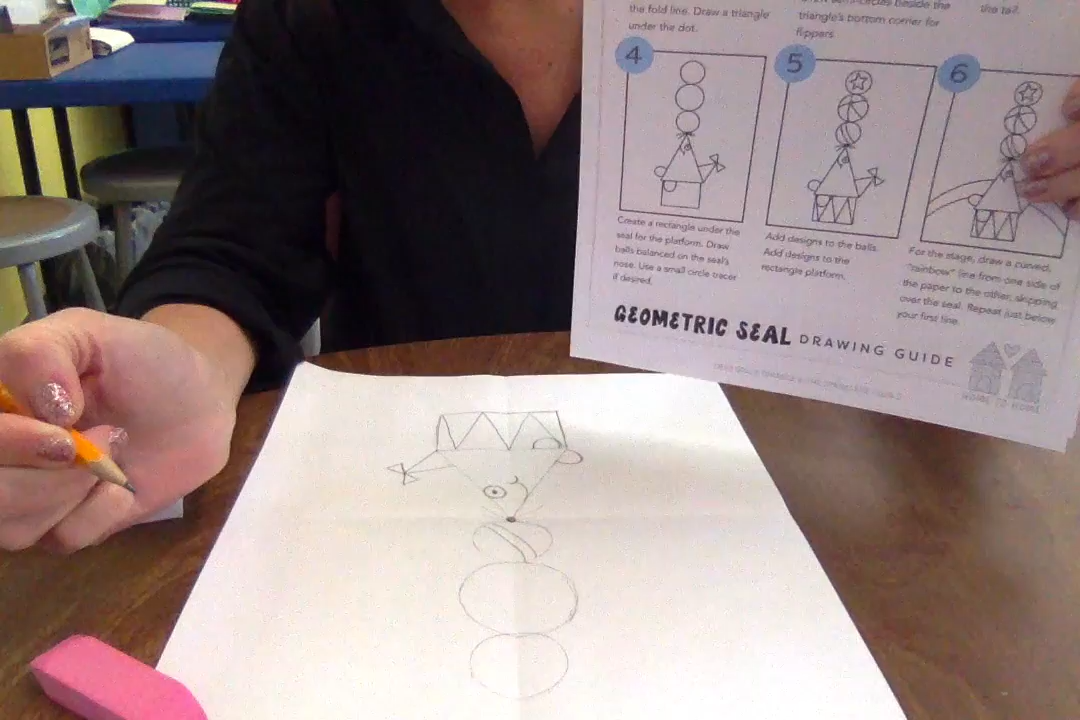 the fold line. Draw a triangle
under the dot.
beside the
triangle's bottom corner for
flippers.
the tail.
4
5
6
Create a rectangle under the
seal for the platform. Draw
balls balanced on the seal's
nose. Use a small circle tracer
if desired.
Add designs to the balls.
Add designs to the
rectangle platform.
For the stage, draw a curved,
"rainbow" line from one side of
the paper to the other, skipping
over the seal. Repeat just below
your first line.
GEOMETRIC SEAL DRAWING GUIDE
HOME TO HOME